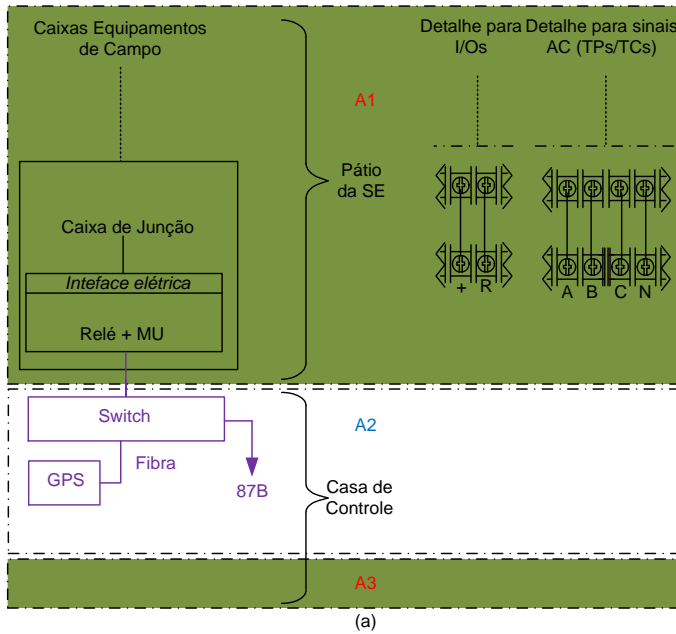 Caixas Equipamentos
de Campo
Detalhe para
I/Os
Detalhe para sinais
AC (TPs/TCs)
A1
Pátio
da SE
Caixa de Junção
Inteface elétrica
Relé + MU
+ R
A B C N
Switch
A2
Fibra
GPS
87B
Casa de
Controle
A3
(a)